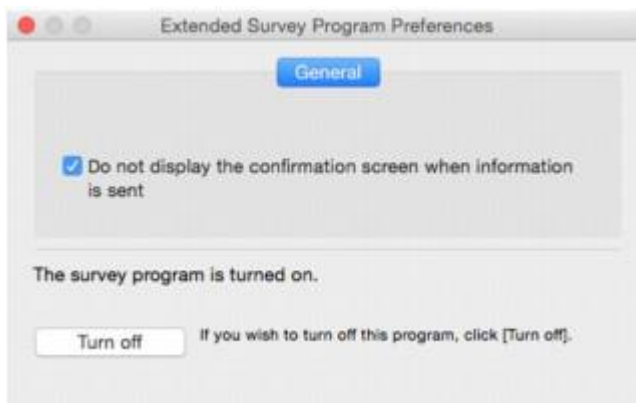 Extended Survey Program Preferences
General
Do not display the confirmation screen when information
is sent
The survey program is turned on.
Turn off
If you wish to turn off this program, click [Turn off].